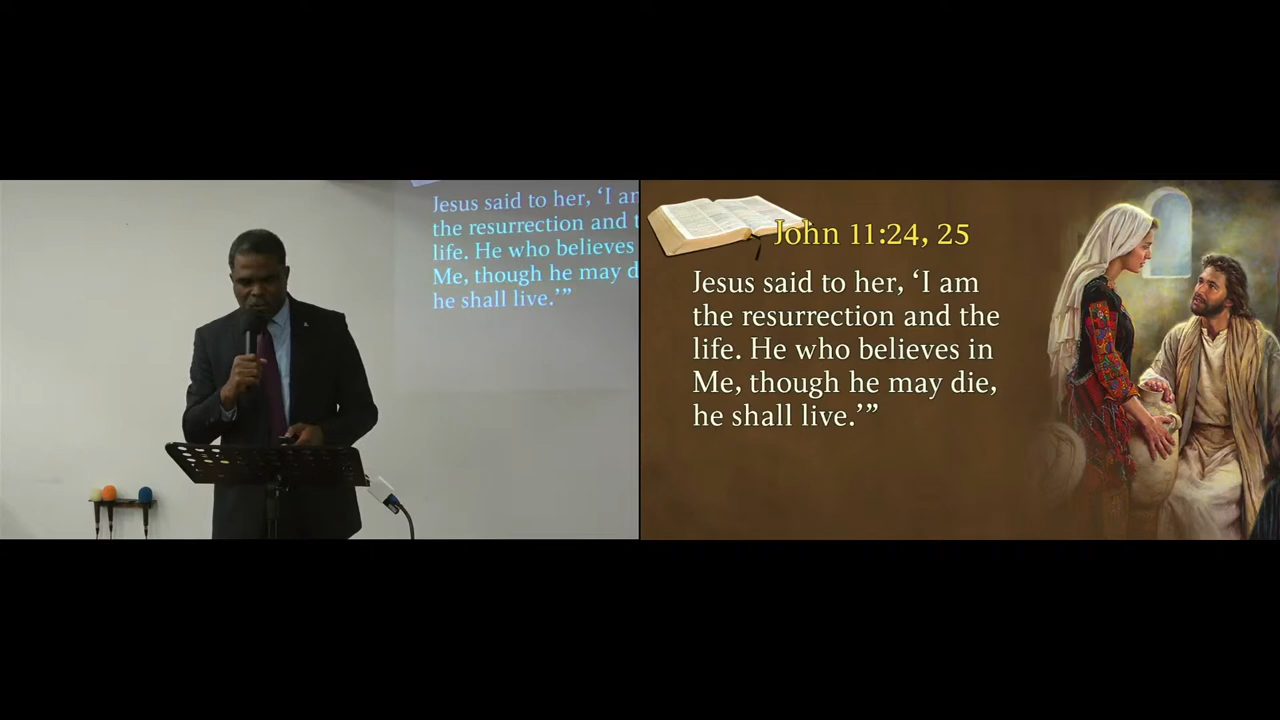 Jesus said to her, ‘I am
the resurrection and t
life. He who believes
Me, though he may d
he shall live.’”
John 11:24, 25
Jesus said to her, ‘I am
the resurrection and the
life. He who believes in
Me, though he may die,
he shall live.’”